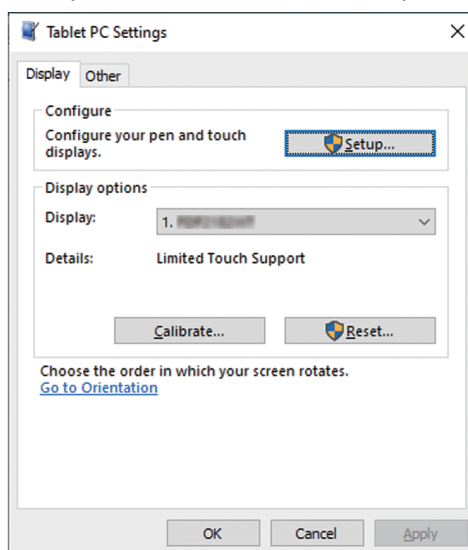 Tablet PC Settings
Display Other
Configure
Configure your pen and touch
displays.
Setup...
Display options
Display: 1.
Details: Limited Touch Support
Calibrate... Reset...
Choose the order in which your screen rotates.
Go to Orientation
OK Cancel Apply